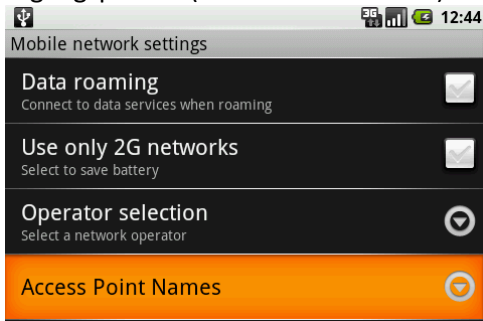 3G 12:44
Mobile network settings
Data roaming
Connect to data services when roaming
Use only 2G networks
Select to save battery
Operator selection
Select a network operator
Access Point Names